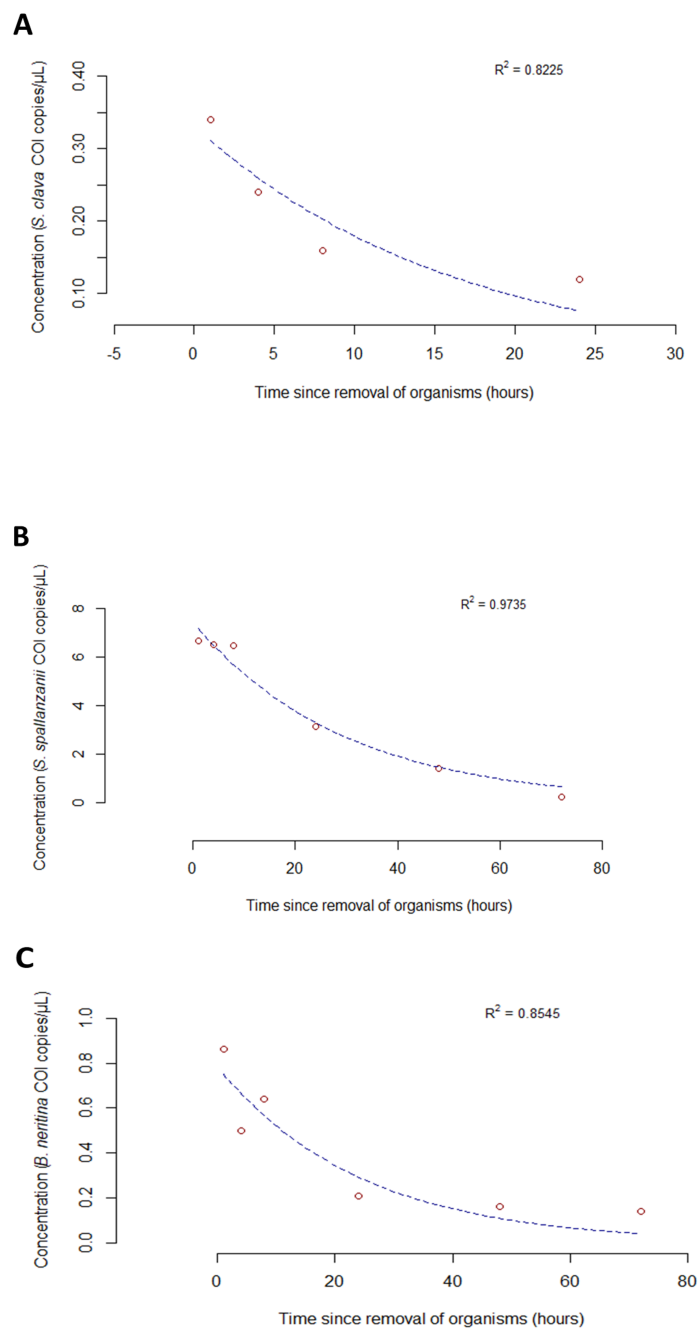 A
R² = 0.8225
Concentration (S. clava COI copies/µL)
0.40
0.30
0.20
0.10
-5 0 5 10 15 20 25 30
Time since removal of organisms (hours)
B
R² = 0.9735
Concentration (S. spallanzanii COI copies/µL)
8
6
4
2
0
0 20 40 60 80
Time since removal of organisms (hours)
C
R² = 0.8545
Concentration (B. neritina COI copies/µL)
1.0
0.8
0.6
0.4
0.2
0.0
0 20 40 60 80
Time since removal of organisms (hours)